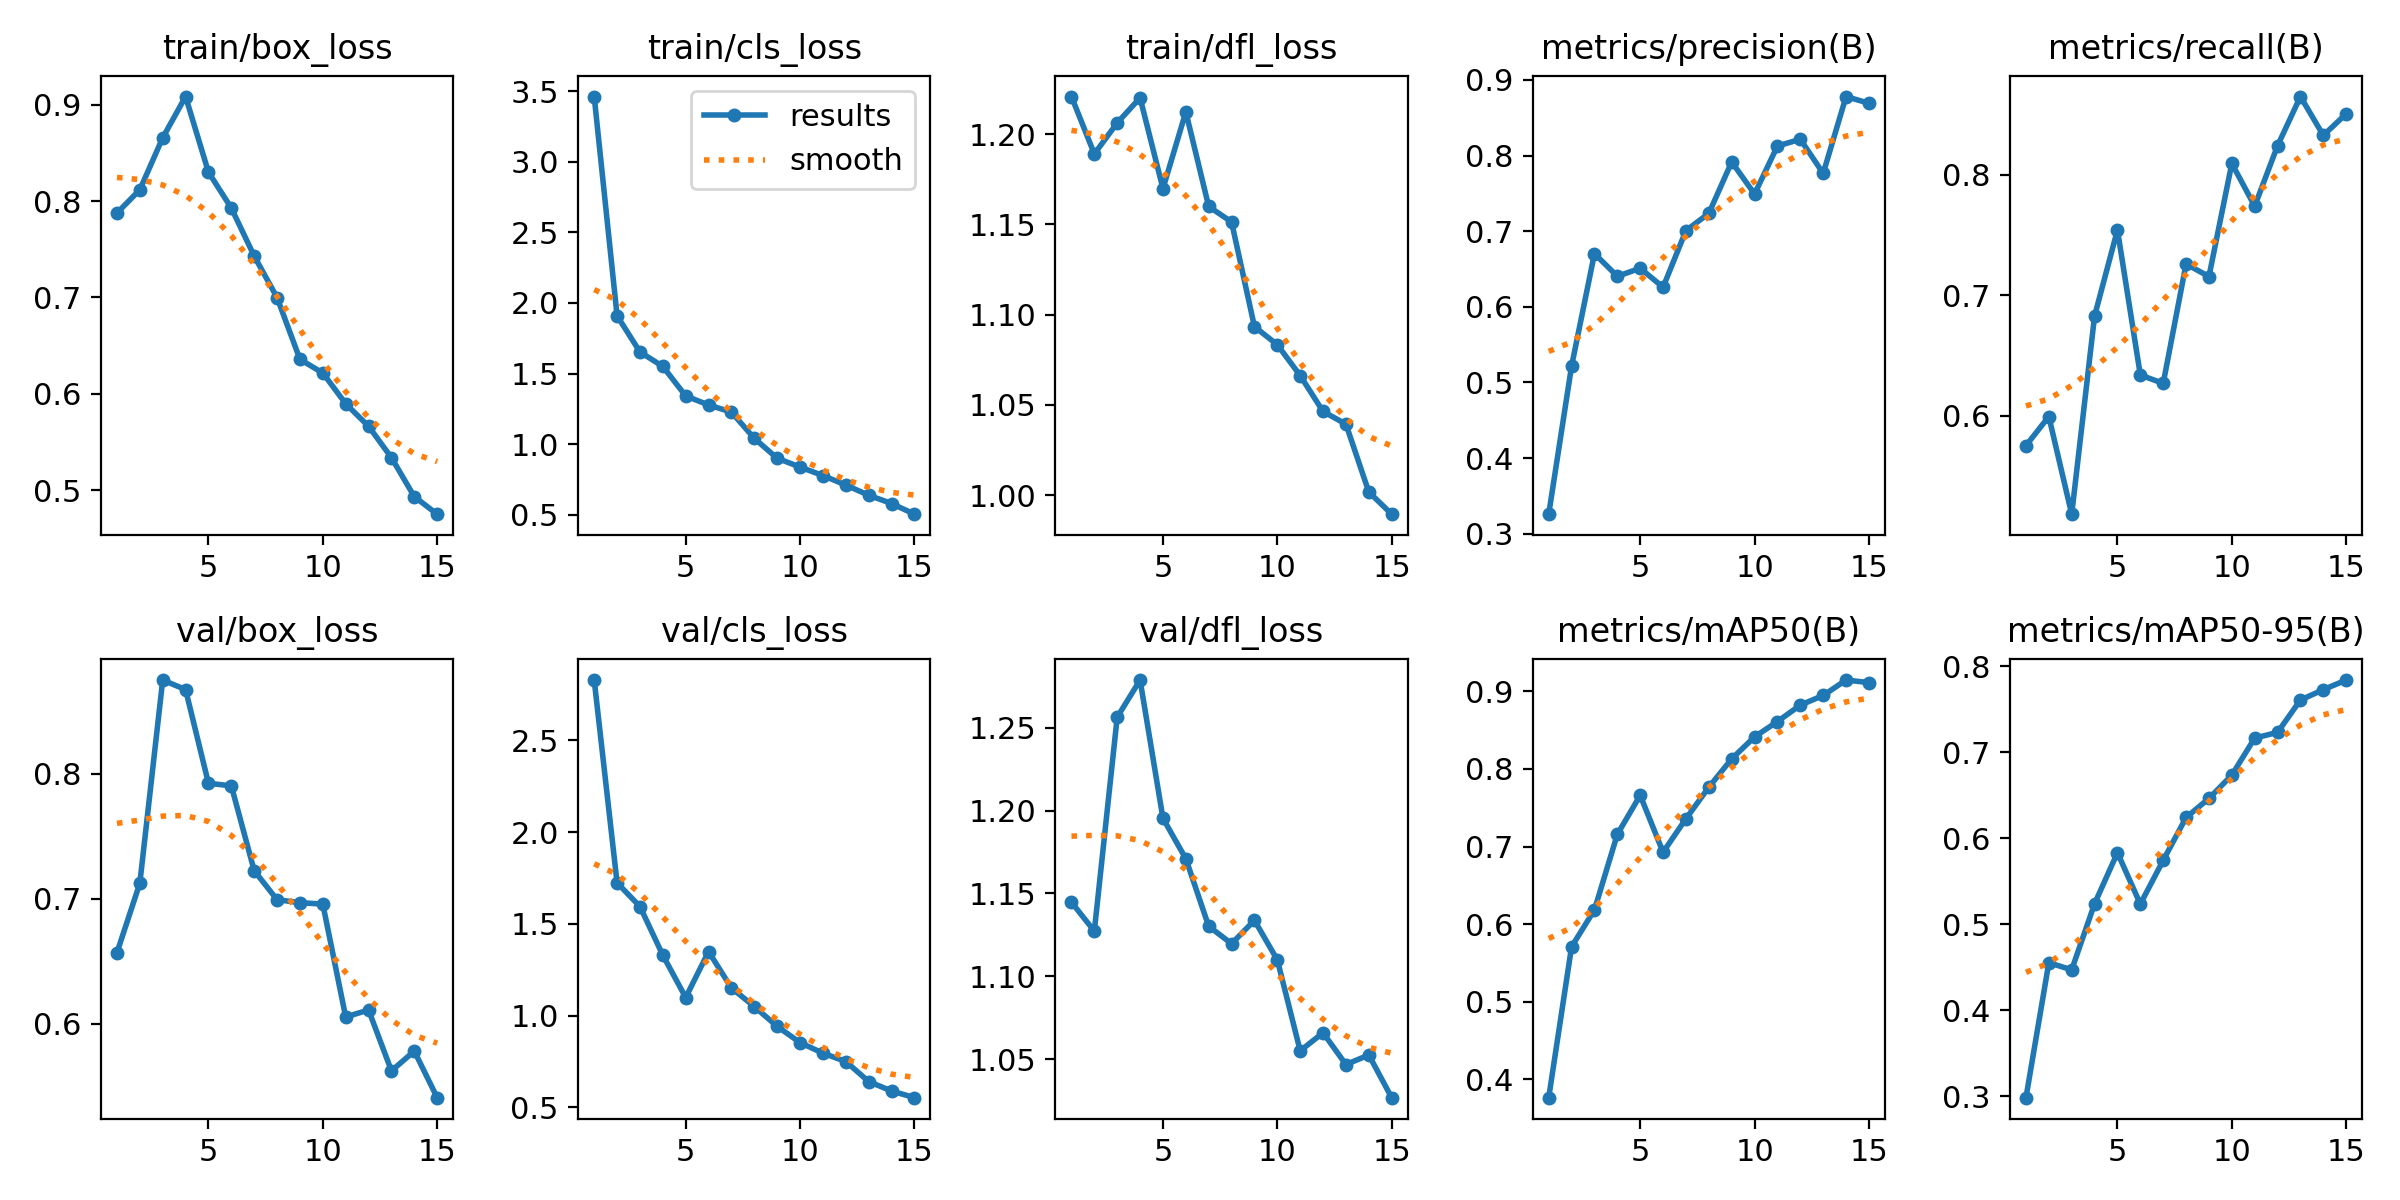 train/box_loss
0.9
0.8
0.7
0.6
0.5
5 10 15
train/cls_loss
3.5
3.0
2.5
2.0
1.5
1.0
0.5
5 10 15
results
smooth
train/dfl_loss
1.20
1.15
1.10
1.05
1.00
5 10 15
metrics/precision(B)
0.9
0.8
0.7
0.6
0.5
0.4
0.3
5 10 15
metrics/recall(B)
0.8
0.7
0.6
5 10 15
val/box_loss
0.8
0.7
0.6
5 10 15
val/cls_loss
2.5
2.0
1.5
1.0
0.5
5 10 15
val/dfl_loss
1.25
1.20
1.15
1.10
1.05
5 10 15
metrics/mAP50(B)
0.9
0.8
0.7
0.6
0.5
0.4
5 10 15
metrics/mAP50-95(B)
0.8
0.7
0.6
0.5
0.4
0.3
5 10 15